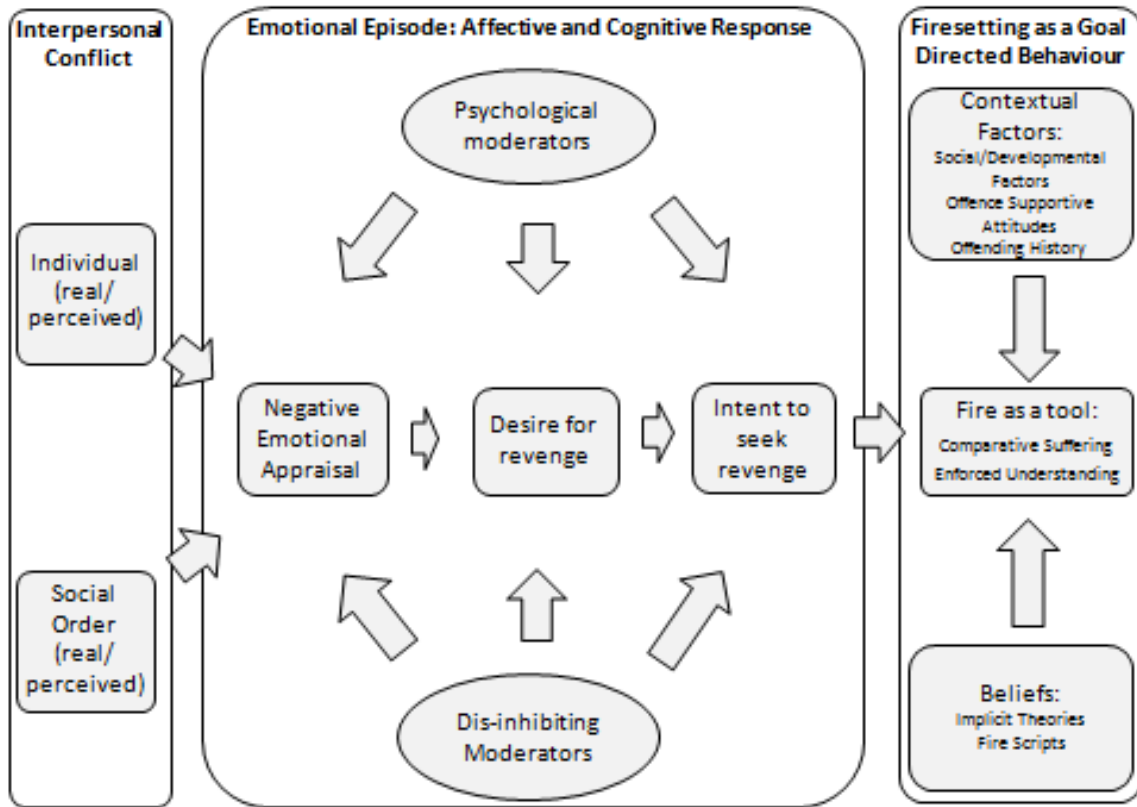 Interpersonal
Conflict
Individual
(real/
perceived)
Social
Order
(real/
perceived)
Emotional Episode: Affective and Cognitive Response
Psychological
moderators
Negative
Emotional
Appraisal
Desire for
revenge
Intent to
seek
revenge
Dis-inhibiting
Moderators
Firesetting as a Goal
Directed Behaviour
Contextual
Factors:
Social/Developmental
Factors
Offence Supportive
Attitudes
Offending History
Fire as a tool:
Comparative Suffering
Enforced Understanding
Beliefs:
Implicit Theories
Fire Scripts